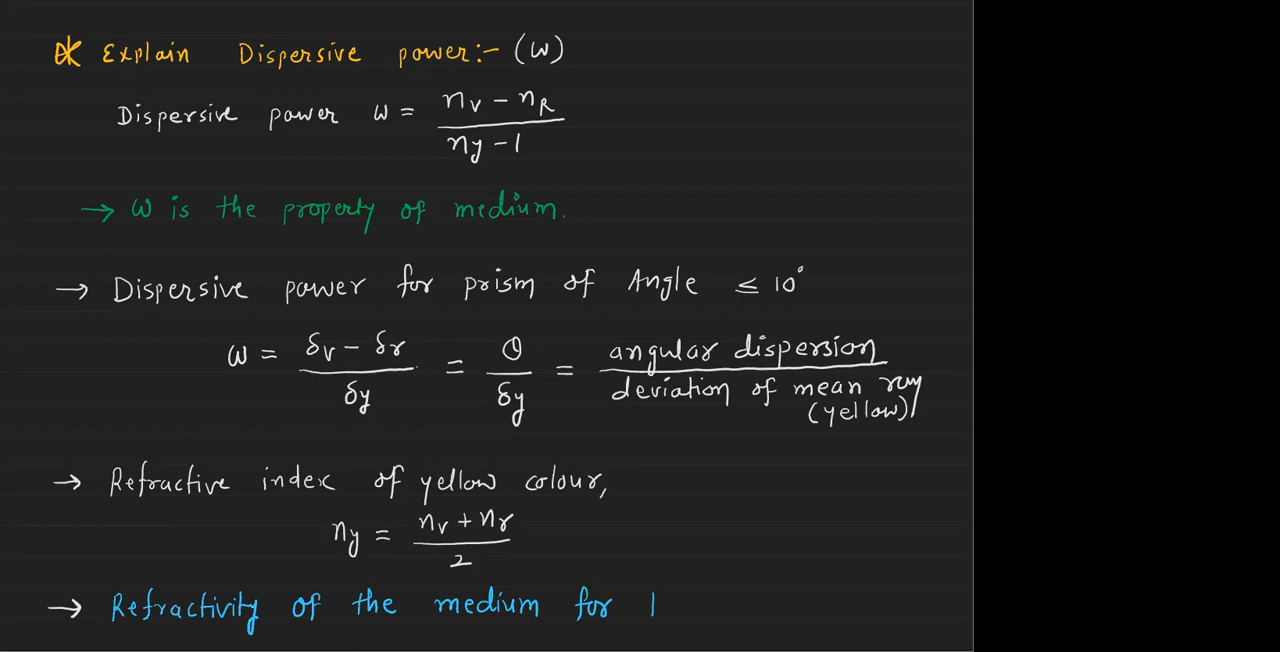 * Explain Dispersive power:- (ω)
Dispersive power ω = (nv - nR) / (ny - 1)
→ ω is the property of medium.
→ Dispersive power for prism of Angle ≤ 10°
ω = (δv - δr) / δy = θ / δy = angular dispersion / deviation of mean ray (yellow)
→ Refractive index of yellow colour,
ny = (nv + nr) / 2
→ Refractivity of the medium for